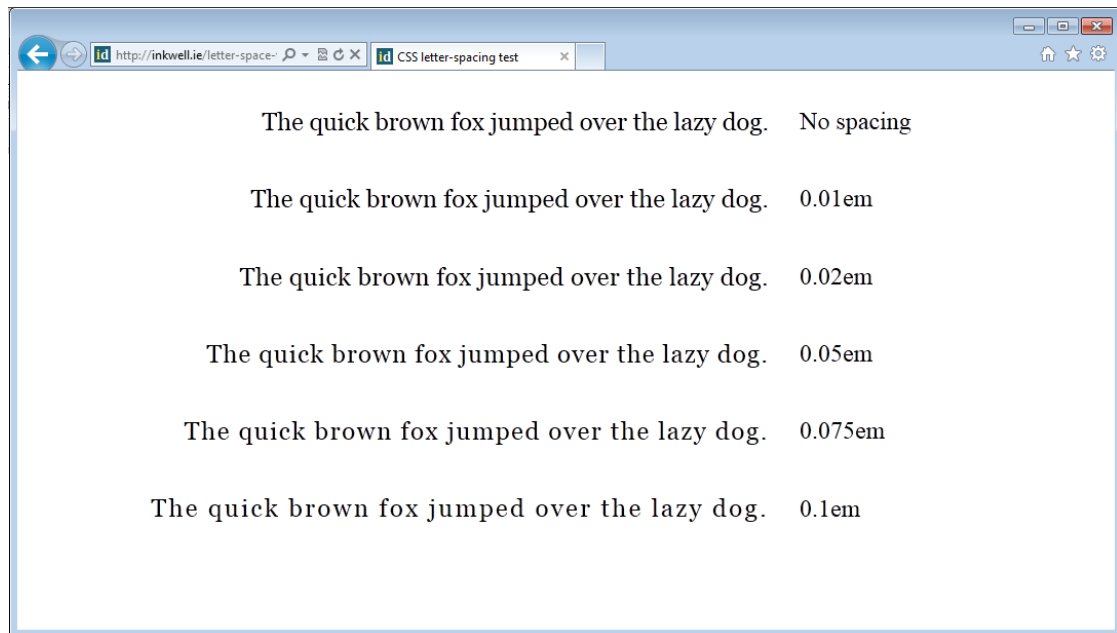 id http://inkwell.ie/letter-space- id CSS letter-spacing test
The quick brown fox jumped over the lazy dog. No spacing
The quick brown fox jumped over the lazy dog. 0.01em
The quick brown fox jumped over the lazy dog. 0.02em
The quick brown fox jumped over the lazy dog. 0.05em
The quick brown fox jumped over the lazy dog. 0.075em
The quick brown fox jumped over the lazy dog. 0.1em